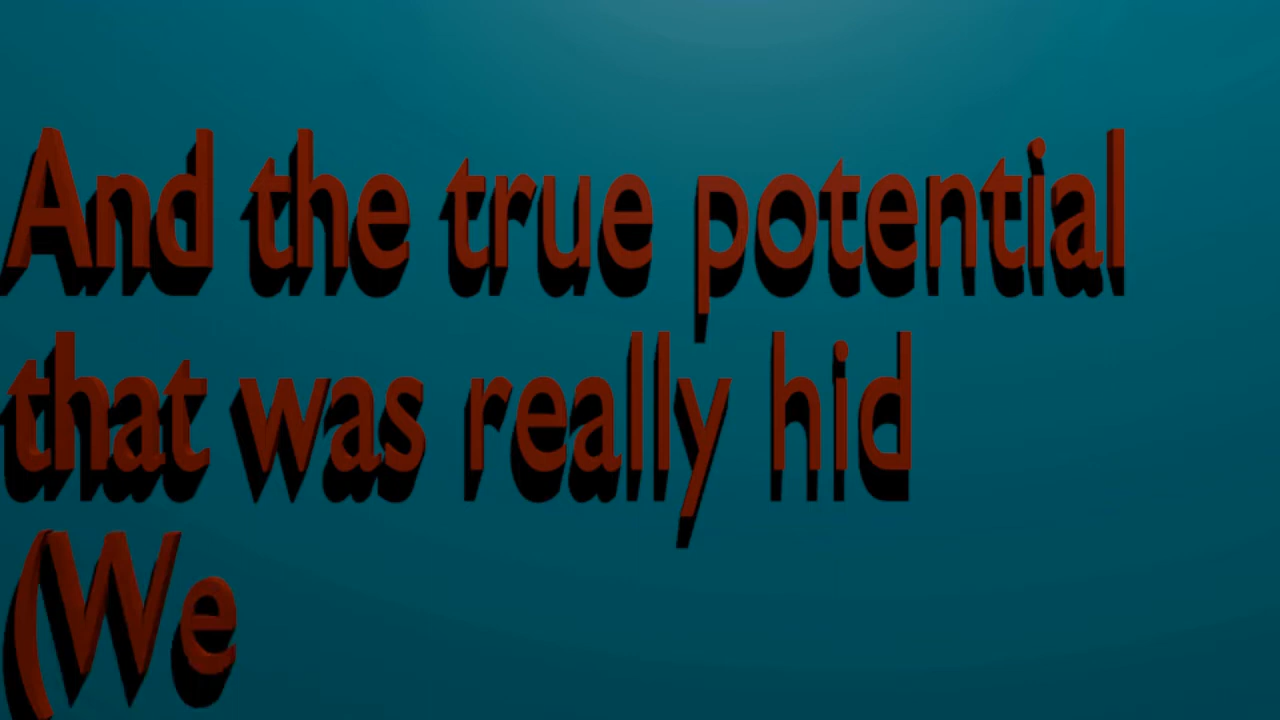 And the true potential
that was really hid
(We